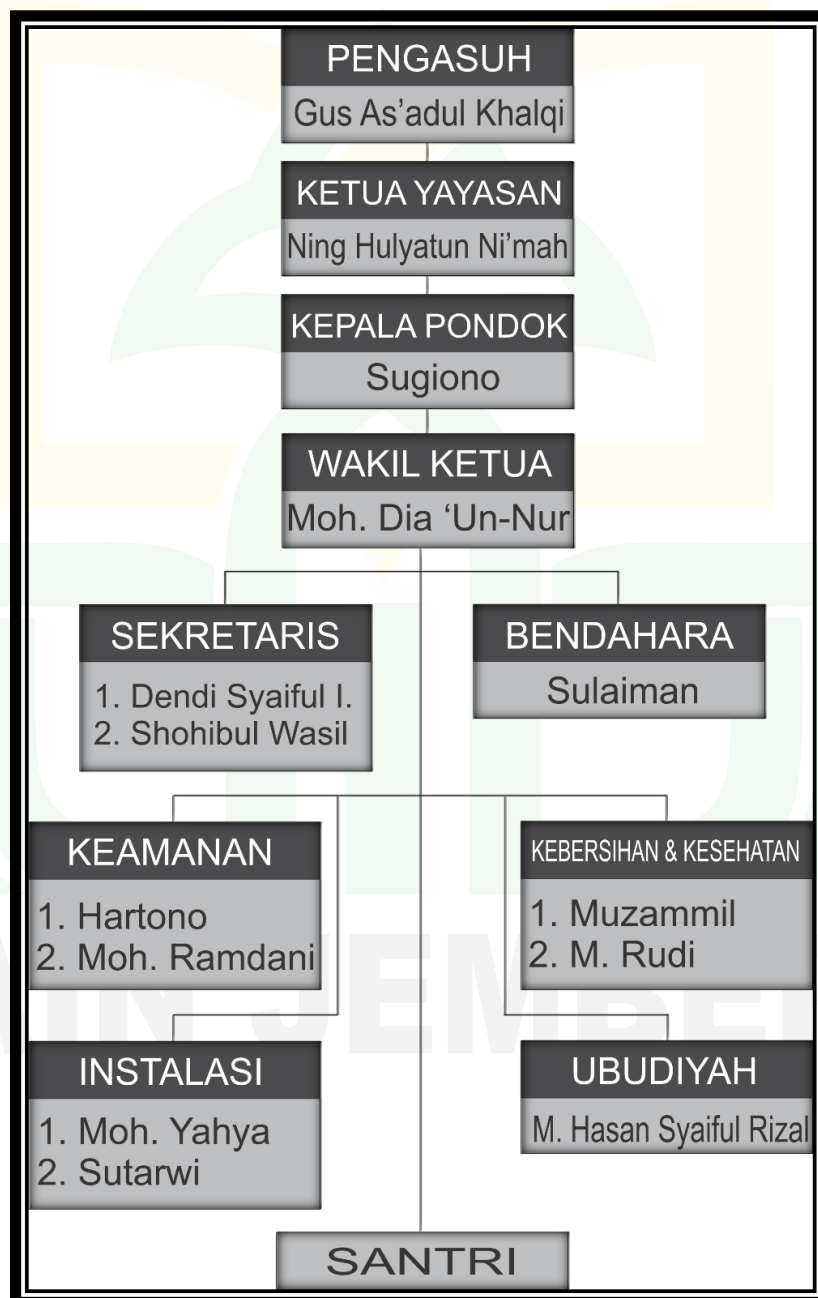 PENGASUH
Gus As’adul Khalqi
KETUA YAYASAN
Ning Hulyatun Ni’mah
KEPALA PONDOK
Sugiono
WAKIL KETUA
Moh. Dia ‘Un-Nur
SEKRETARIS
1. Dendi Syaiful I.
2. Shohibul Wasil
BENDAHARA
Sulaiman
KEAMANAN
1. Hartono
2. Moh. Ramdani
KEBERSIHAN & KESEHATAN
1. Muzammil
2. M. Rudi
INSTALASI
1. Moh. Yahya
2. Sutarwi
UBUDIYAH
M. Hasan Syaiful Rizal
SANTRI